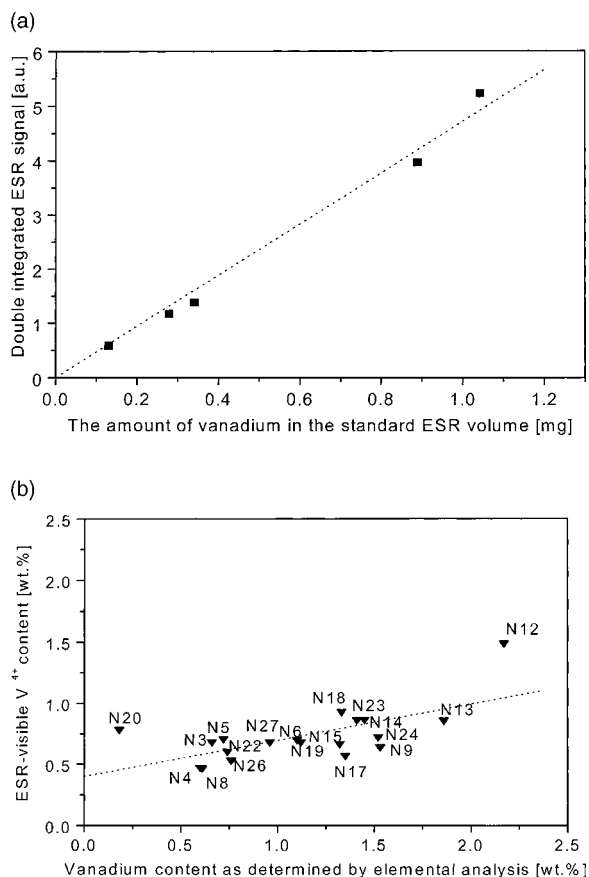 (a)
Double integrated ESR signal [a.u.]
6
5
4
3
2
1
0
0.0 0.2 0.4 0.6 0.8 1.0 1.2
The amount of vanadium in the standard ESR volume [mg]
(b)
ESR-visible V 4+ content [wt.%]
2.5
2.0
1.5
1.0
0.5
0.0
N12
N18 N23
N20 N5 N27 N6 N15 N14 N13
N3 N22 N19 N24
N26 N17 N9
N4 N8
0.0 0.5 1.0 1.5 2.0 2.5
Vanadium content as determined by elemental analysis [wt.%]